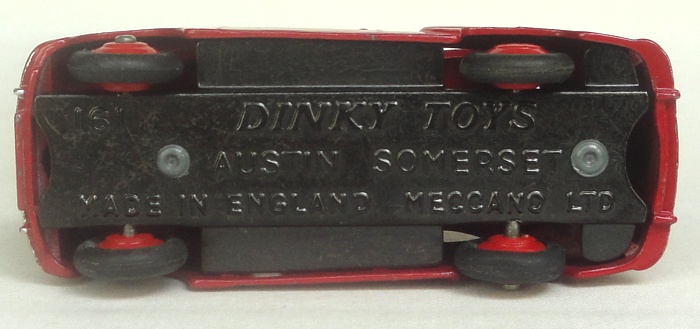 161 DINKY TOYS
AUSTIN SOMERSET
MADE IN ENGLAND MECCANO LTD